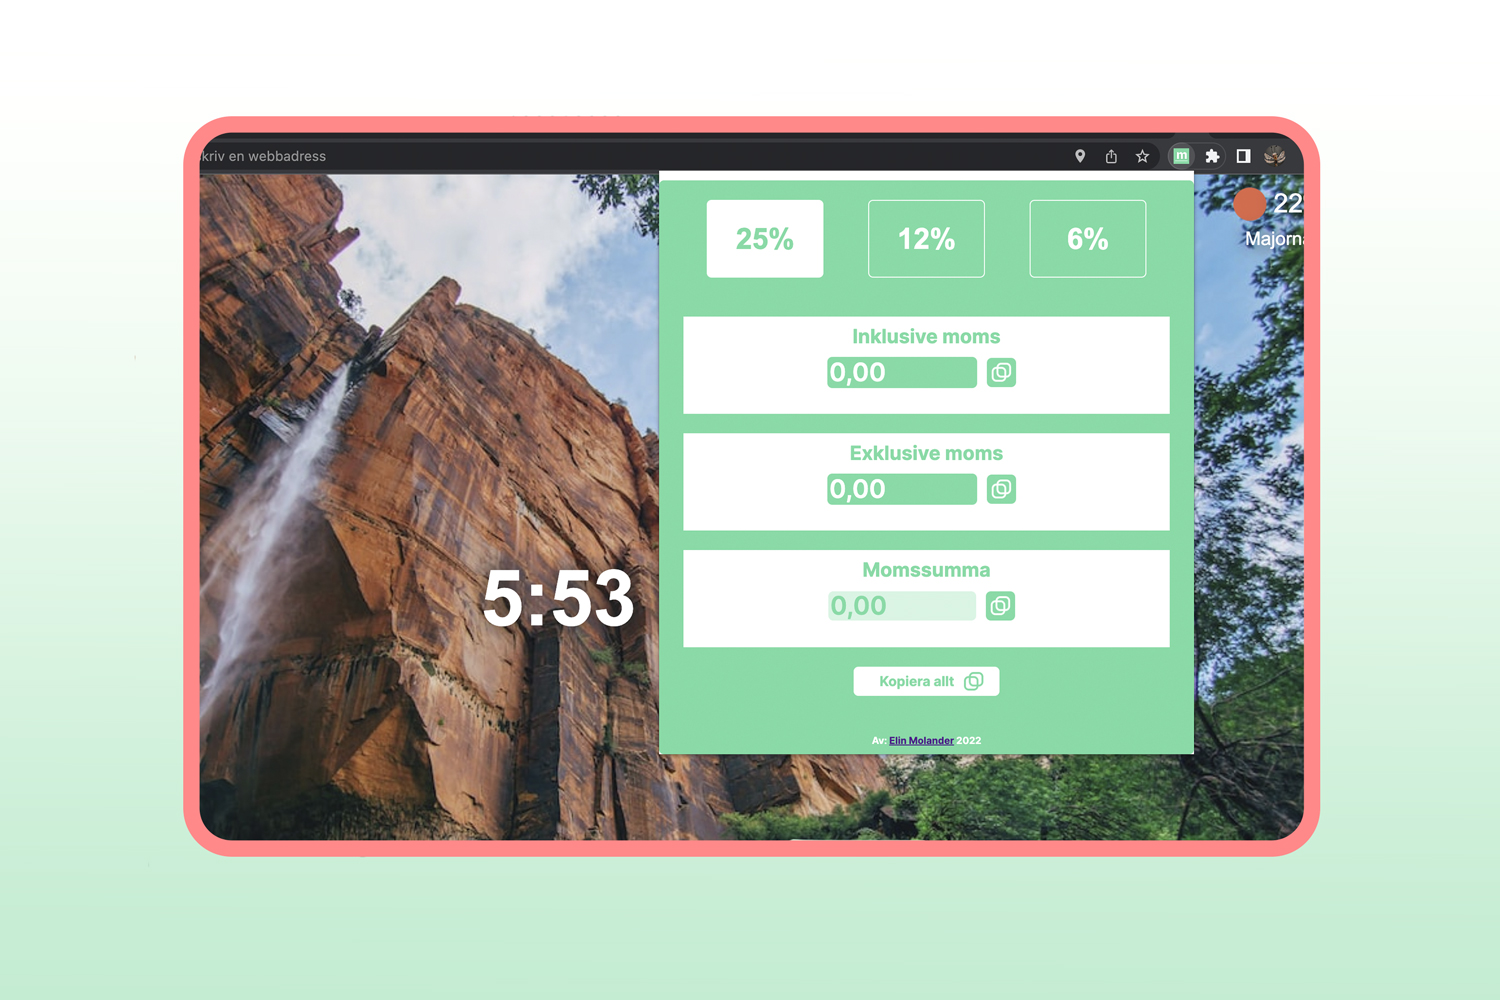 kriv en webbadress
m
22
Majorna
25%
12%
6%
Inklusive moms
0,00
Exklusive moms
0,00
5:53
Momssumma
0,00
Kopiera allt
Av: Elin Molander 2022